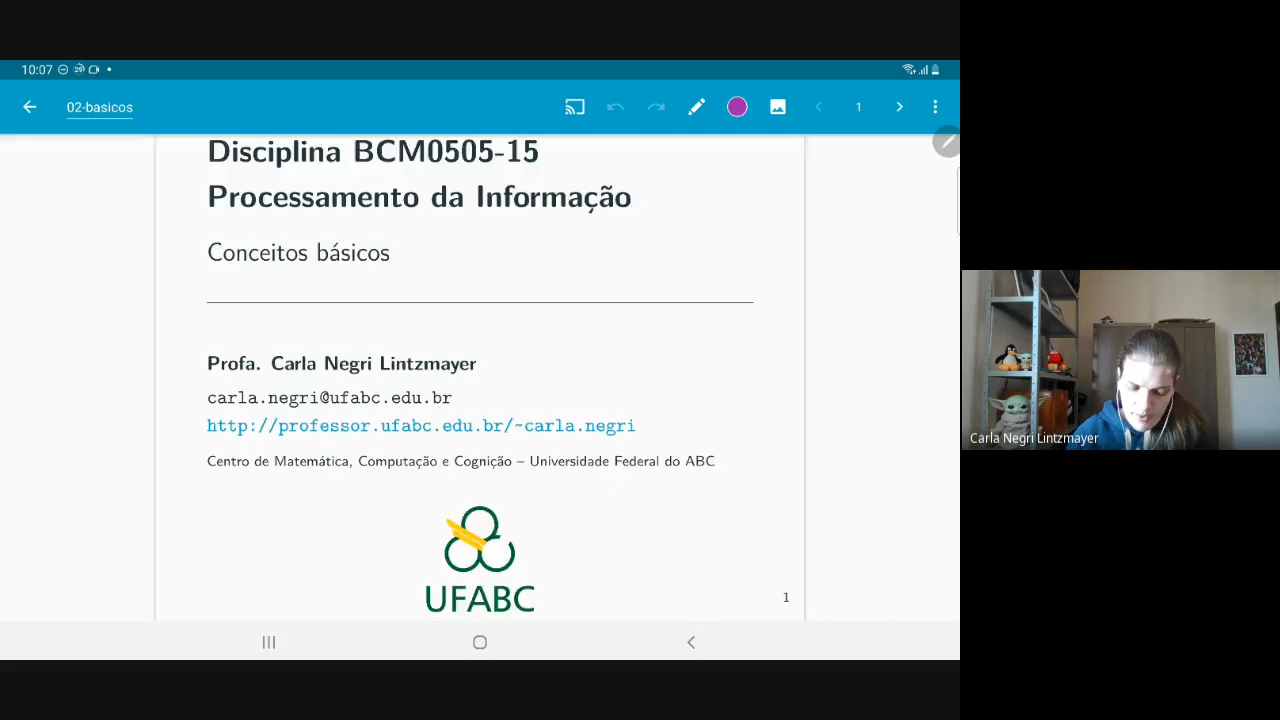 10:07
29
02-basicos
1
Disciplina BCM0505-15
Processamento da Informação
Conceitos básicos
Profa. Carla Negri Lintzmayer
carla.negri@ufabc.edu.br
http://professor.ufabc.edu.br/~carla.negri
Centro de Matemática, Computação e Cognição – Universidade Federal do ABC
UFABC
1
Carla Negri Lintzmayer